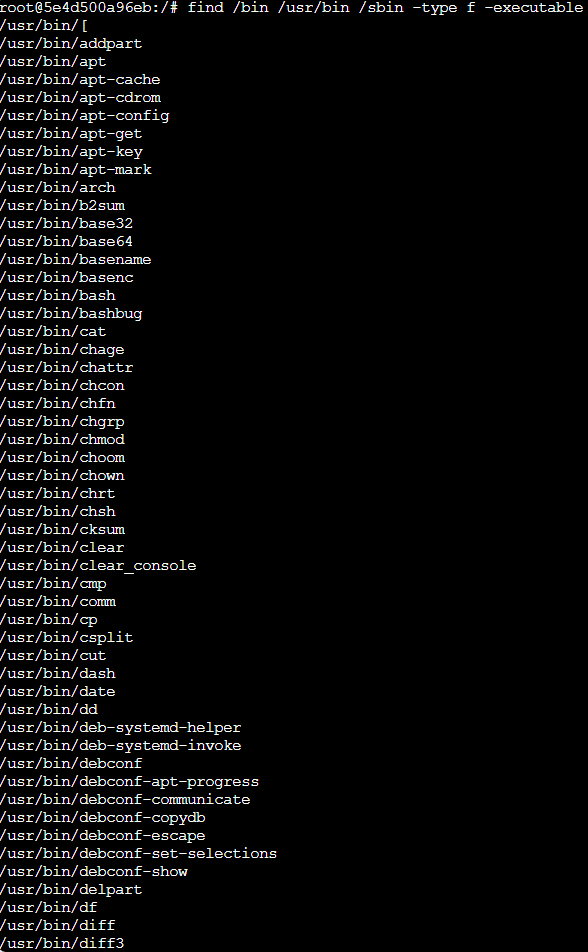 root@5e4d500a96eb:/# find /bin /usr/bin /sbin -type f -executable
/usr/bin/[
/usr/bin/addpart
/usr/bin/apt
/usr/bin/apt-cache
/usr/bin/apt-cdrom
/usr/bin/apt-config
/usr/bin/apt-get
/usr/bin/apt-key
/usr/bin/apt-mark
/usr/bin/arch
/usr/bin/b2sum
/usr/bin/base32
/usr/bin/base64
/usr/bin/basename
/usr/bin/basenc
/usr/bin/bash
/usr/bin/bashbug
/usr/bin/cat
/usr/bin/chage
/usr/bin/chattr
/usr/bin/chcon
/usr/bin/chfn
/usr/bin/chgrp
/usr/bin/chmod
/usr/bin/choom
/usr/bin/chown
/usr/bin/chrt
/usr/bin/chsh
/usr/bin/cksum
/usr/bin/clear
/usr/bin/clear_console
/usr/bin/cmp
/usr/bin/comm
/usr/bin/cp
/usr/bin/csplit
/usr/bin/cut
/usr/bin/dash
/usr/bin/date
/usr/bin/dd
/usr/bin/deb-systemd-helper
/usr/bin/deb-systemd-invoke
/usr/bin/debconf
/usr/bin/debconf-apt-progress
/usr/bin/debconf-communicate
/usr/bin/debconf-copydb
/usr/bin/debconf-escape
/usr/bin/debconf-set-selections
/usr/bin/debconf-show
/usr/bin/delpart
/usr/bin/df
/usr/bin/diff
/usr/bin/diff3